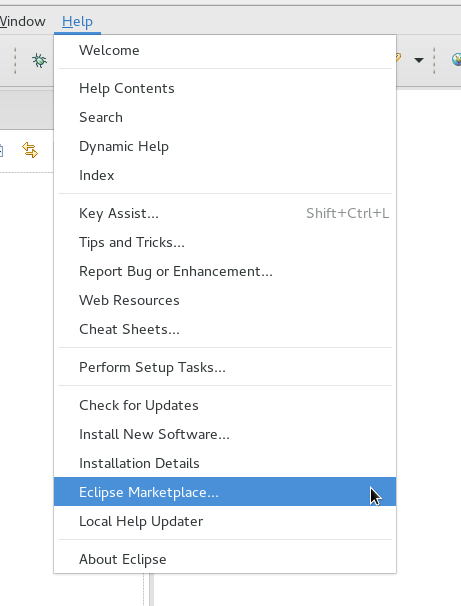 Window Help
Welcome
Help Contents
Search
Dynamic Help
Index
Key Assist... Shift+Ctrl+L
Tips and Tricks...
Report Bug or Enhancement...
Web Resources
Cheat Sheets...
Perform Setup Tasks...
Check for Updates
Install New Software...
Installation Details
Eclipse Marketplace...
Local Help Updater
About Eclipse